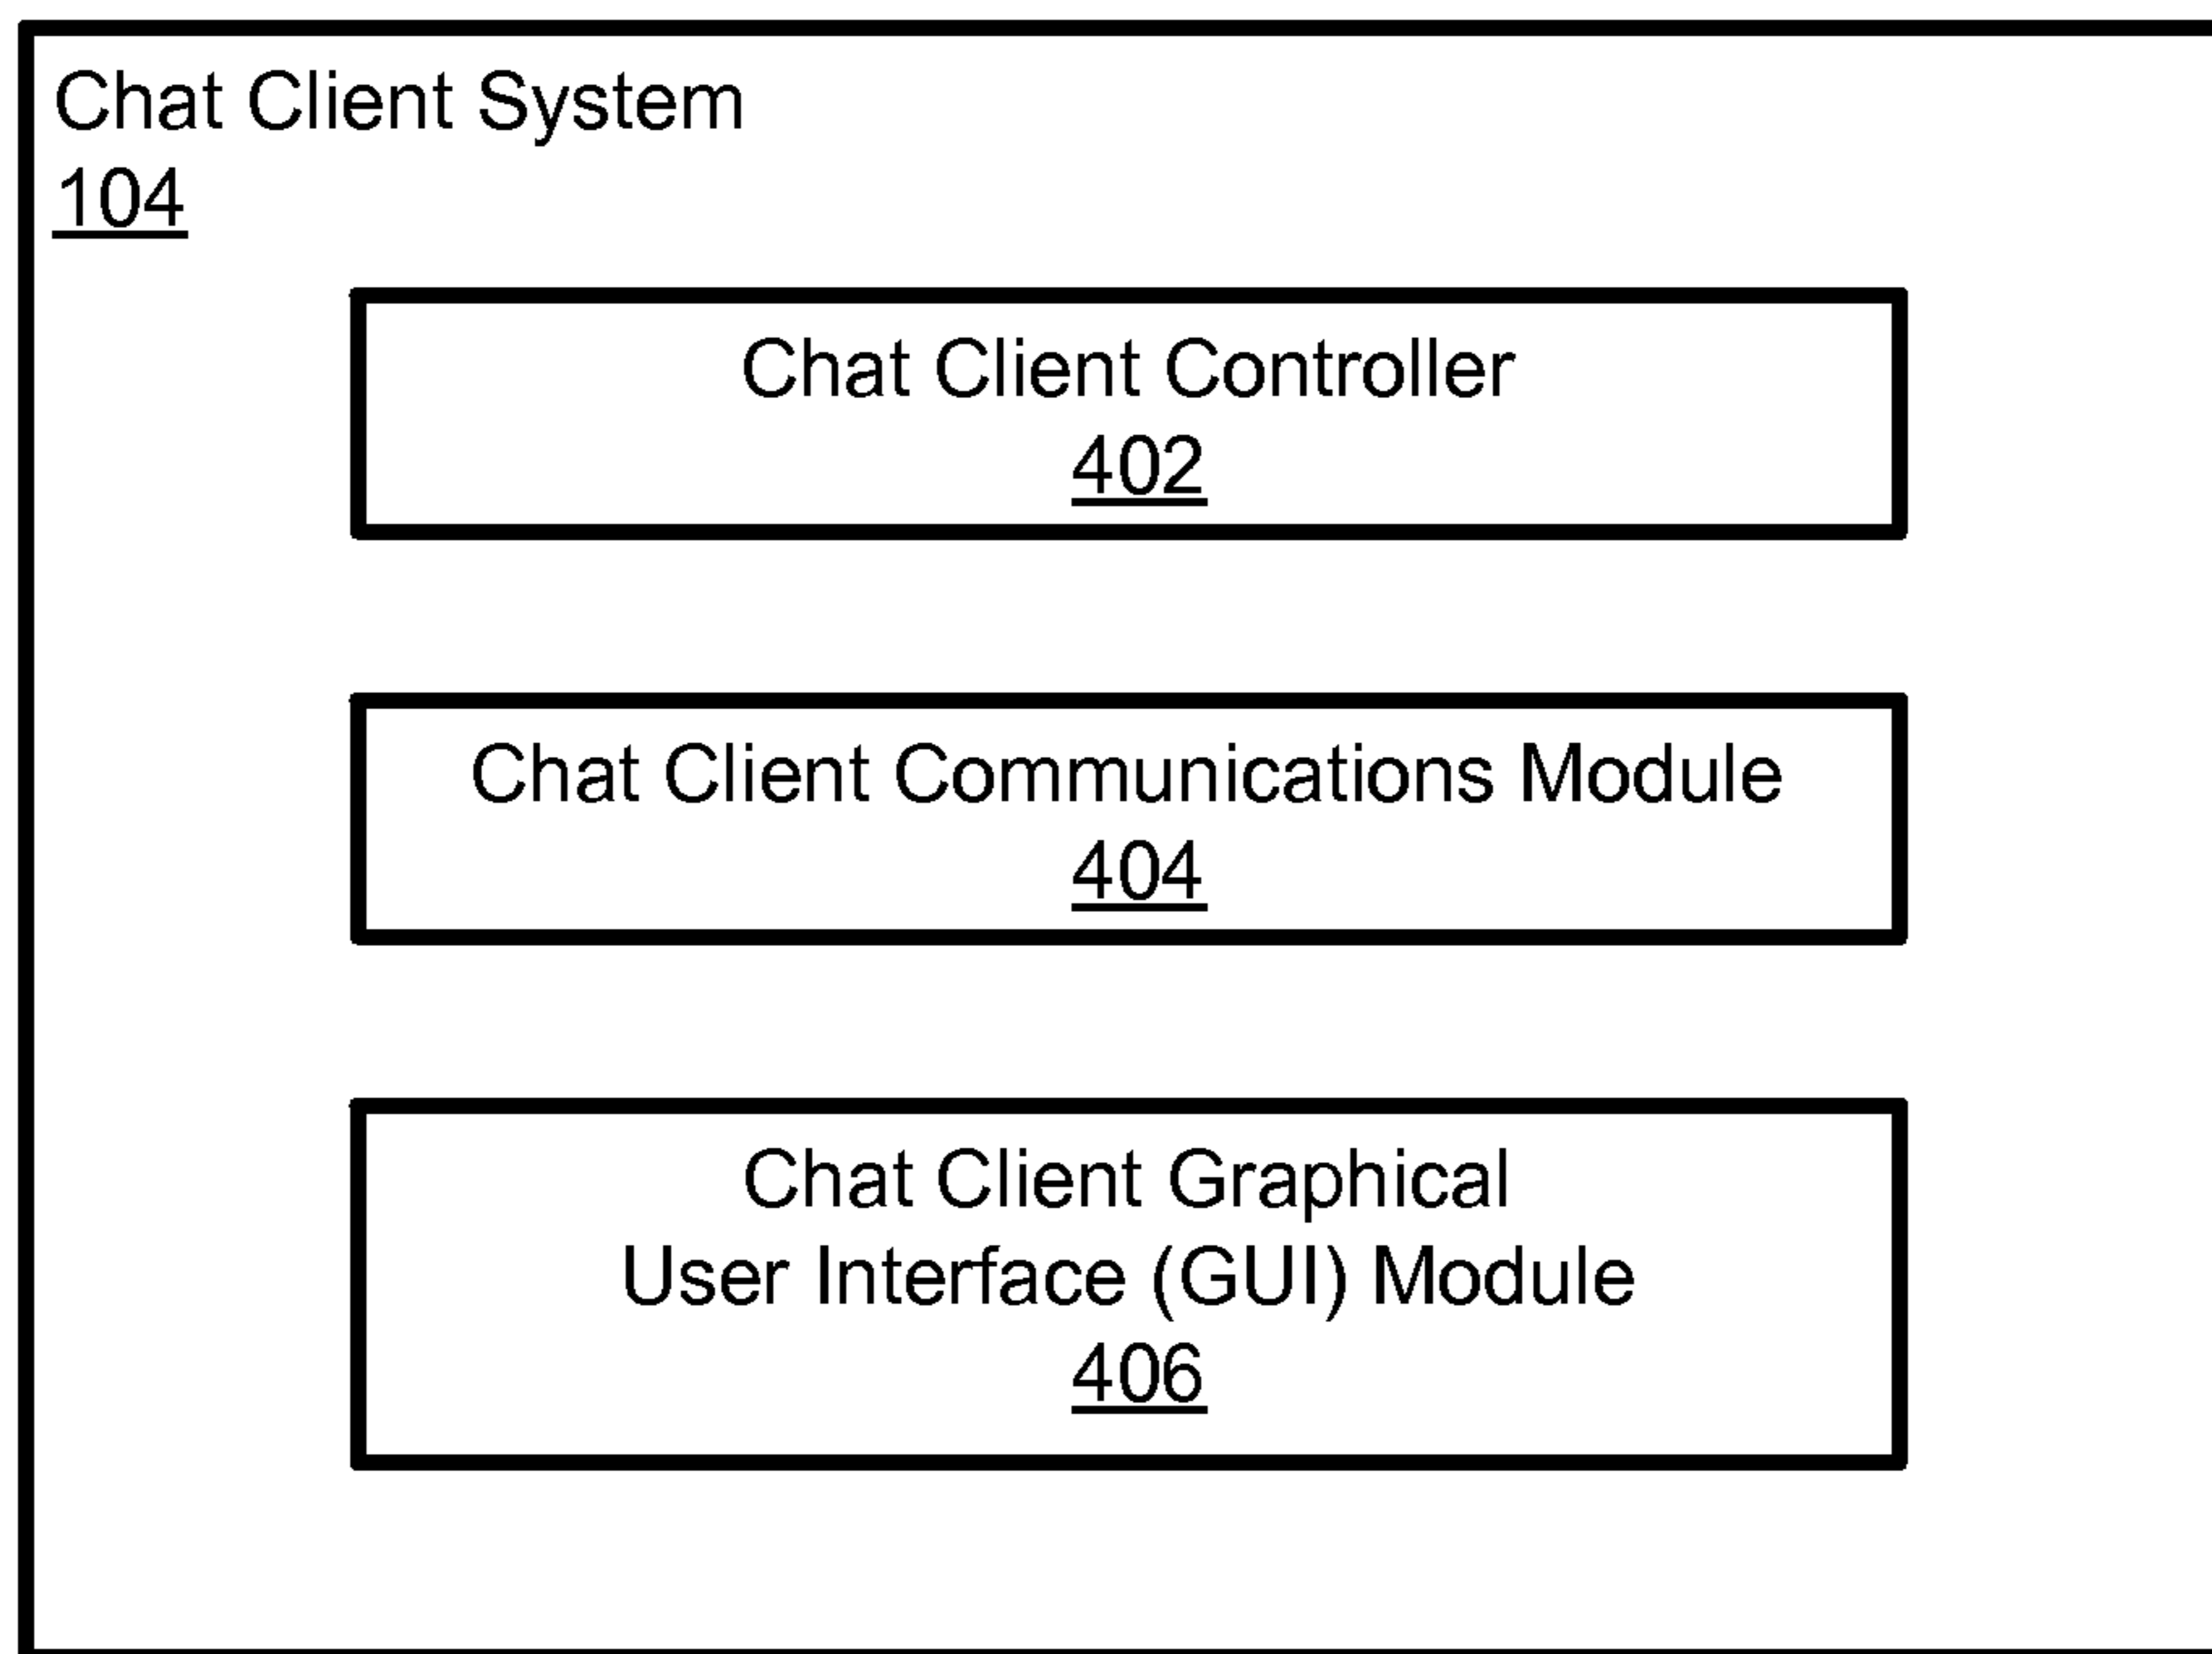 Chat Client System
104
Chat Client Controller
402
Chat Client Communications Module
404
Chat Client Graphical
User Interface (GUI) Module
406